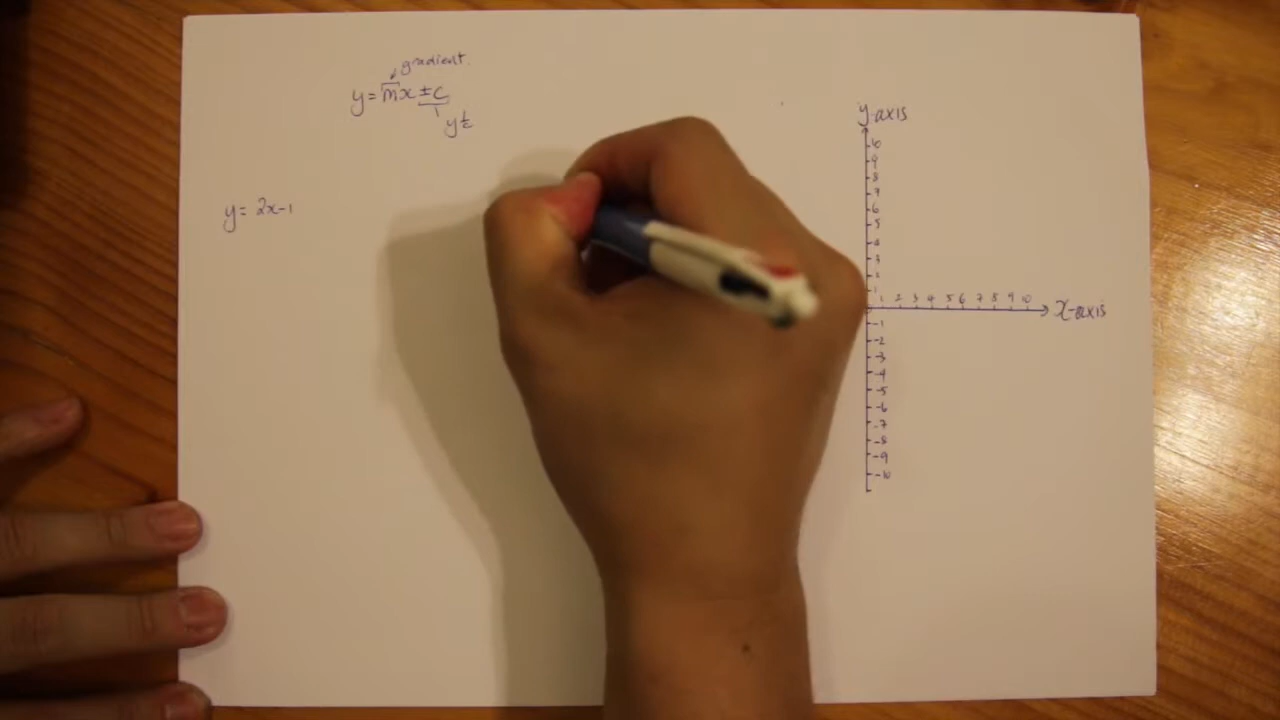 gradient.
y = mx ± c
y =
y = 2x-1
y-axis
10
9
8
7
6
5
4
3
2
1
1 2 3 4 5 6 7 8 9 10
x-axis
-1
-2
-3
-4
-5
-6
-7
-8
-9
-10